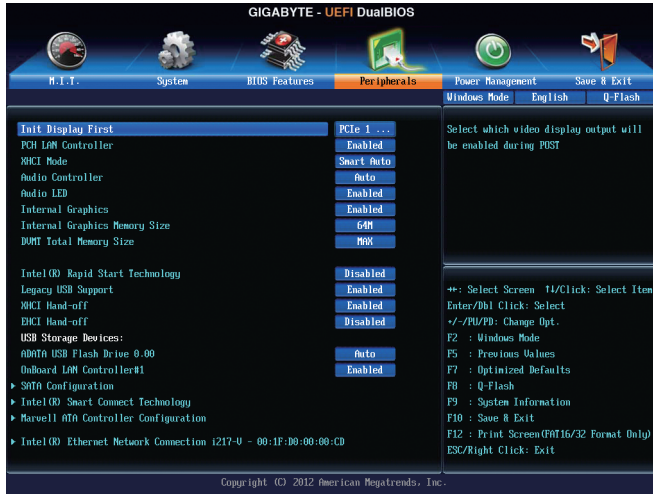 GIGABYTE - UEFI DualBIOS
M.I.T. System BIOS Features Peripherals Power Management Save & Exit
Windows Mode English Q-Flash
Init Display First PCIe 1 ...
PCH LAN Controller Enabled
XHCI Mode Smart Auto
Audio Controller Auto
Audio LED Enabled
Internal Graphics Enabled
Internal Graphics Memory Size 64M
DVMT Total Memory Size MAX
Intel(R) Rapid Start Technology Disabled
Legacy USB Support Enabled
XHCI Hand-off Enabled
EHCI Hand-off Disabled
USB Storage Devices:
ADATA USB Flash Drive 0.00 Auto
OnBoard LAN Controller#1 Enabled
SATA Configuration
Intel(R) Smart Connect Technology
Marvell ATA Controller Configuration
Intel(R) Ethernet Network Connection i217-V - 00:1F:D0:00:00:CD
Select which video display output will
be enabled during POST
→←: Select Screen ↑↓/Click: Select Item
Enter/Dbl Click: Select
+/-/PU/PD: Change Opt.
F2 : Windows Mode
F5 : Previous Values
F7 : Optimized Defaults
F8 : Q-Flash
F9 : System Information
F10 : Save & Exit
F12 : Print Screen(FAT16/32 Format Only)
ESC/Right Click: Exit
Copyright (C) 2012 American Megatrends, Inc.